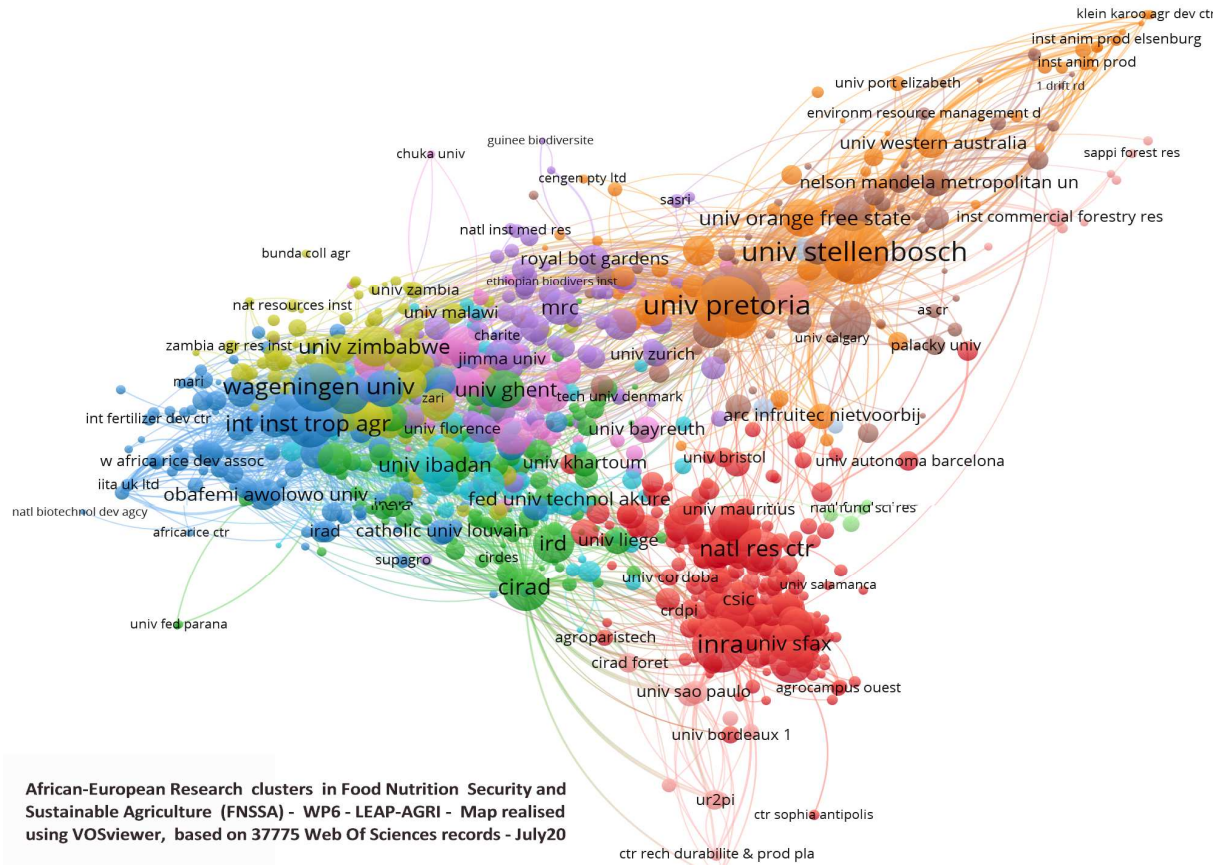 klein karoo agr dev ctr
inst anim prod elsenburg
inst anim prod
univ port elizabeth
1 drift rd
environm resource management d
guinee biodiversite
univ western australia
chuka univ
sappi forest res
cengen pty ltd
nelson mandela metropolitan un
sasri
univ orange free state
inst commercial forestry res
natl inst med res
bunda coll agr
royal bot gardens
univ stellenbosch
ethiopian biodivers inst
univ zambia
nat resources inst
univ malawi
mrc
univ pretoria
as cr
charite
univ calgary
zambia agr res inst
univ zimbabwe
jimma univ
univ zurich
palacky univ
mari
wageningen univ
univ ghent
tech univ denmark
zari
int fertilizer dev ctr
int inst trop agr
univ florence
univ bayreuth
arc infruitec nietvoorbij
w africa rice dev assoc
univ ibadan
univ khartoum
univ bristol
univ autonoma barcelona
iita uk ltd
obafemi awolowo univ
fed univ technol akure
natl biotechnol dev agcy
univ mauritius
africarice ctr
irad
catholic univ louvain
ird
univ liege
natl res ctr
supagro
cirdes
univ cordoba
univ salamanca
cirad
csic
crdpi
univ fed parana
agroparistech
inra
univ sfax
cirad foret
univ sao paulo
agrocampus ouest
univ bordeaux 1
ur2pi
ctr sophia antipolis
ctr rech durabilite & prod pla
African-European Research clusters in Food Nutrition Security and
Sustainable Agriculture (FNSSA) - WP6 - LEAP-AGRI - Map realised
using VOSviewer, based on 37775 Web Of Sciences records - July20